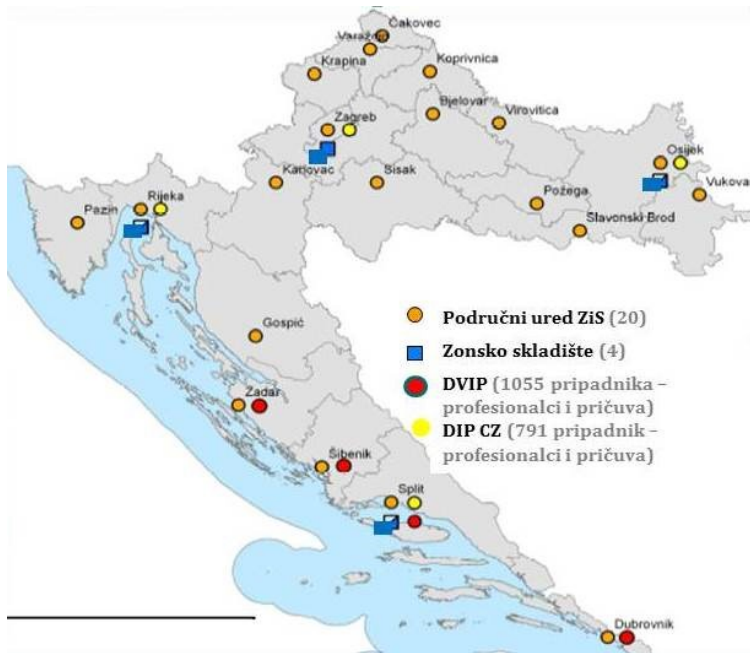 Čakovec
Varaždin
Krapina
Koprivnica
Bjelovar
Virovitica
Zagreb
Osijek
Karlovac
Sisak
Vukovar
Požega
Rijeka
Pazin
Slavonski Brod
Gospić
Područni ured ZiS (20)
Zonsko skladište (4)
DVIP (1055 pripadnika –
profesionalci i pričuva)
DIP CZ (791 pripadnik –
profesionalci i pričuva)
Zadar
Šibenik
Split
Dubrovnik